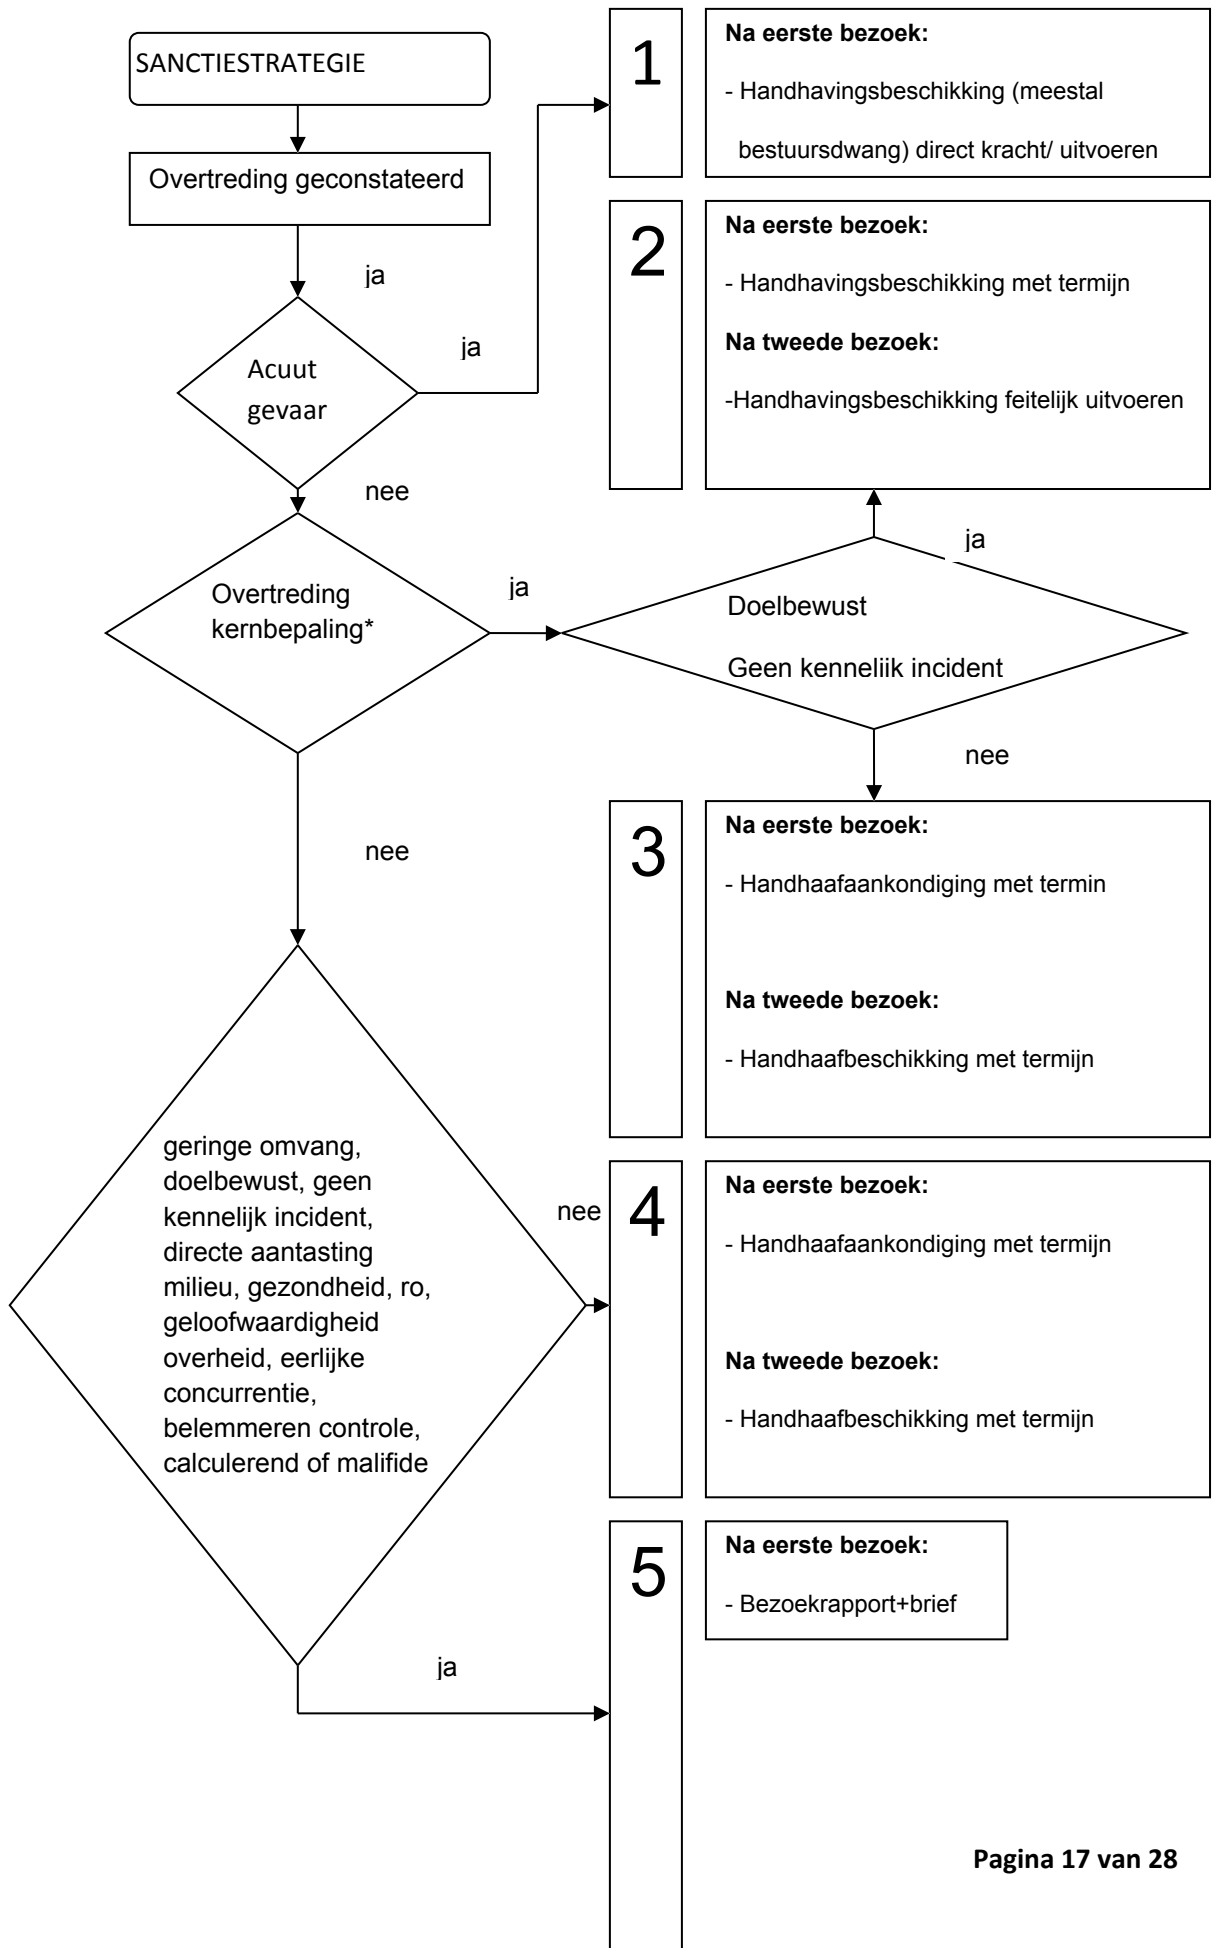 SANCTIESTRATEGIE
Overtreding geconstateerd
ja
Acuut
gevaar
ja
1
Na eerste bezoek:
- Handhavingsbeschikking (meestal
bestuursdwang) direct kracht/ uitvoeren
2
Na eerste bezoek:
- Handhavingsbeschikking met termijn
Na tweede bezoek:
-Handhavingsbeschikking feitelijk uitvoeren
nee
Overtreding
kernbepaling*
ja
ja
Doelbewust
Geen kenneliik incident
nee
nee
3
Na eerste bezoek:
- Handhaafaankondiging met termin
Na tweede bezoek:
- Handhaafbeschikking met termijn
geringe omvang,
doelbewust, geen
kennelijk incident,
directe aantasting
milieu, gezondheid, ro,
geloofwaardigheid
overheid, eerlijke
concurrentie,
belemmeren controle,
calculerend of malifide
nee
4
Na eerste bezoek:
- Handhaafaankondiging met termijn
Na tweede bezoek:
- Handhaafbeschikking met termijn
ja
5
Na eerste bezoek:
- Bezoekrapport+brief
Pagina 17 van 28